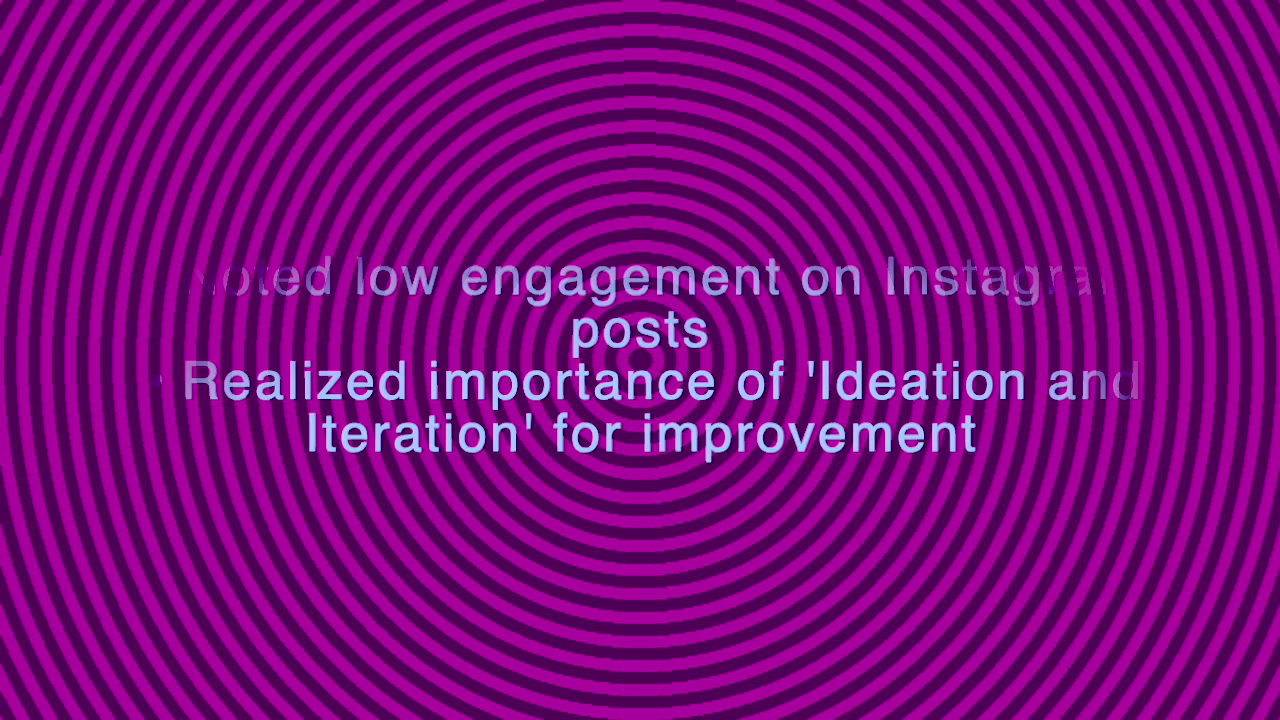 Noted low engagement on Instagram
posts
Realized importance of 'Ideation and
Iteration' for improvement